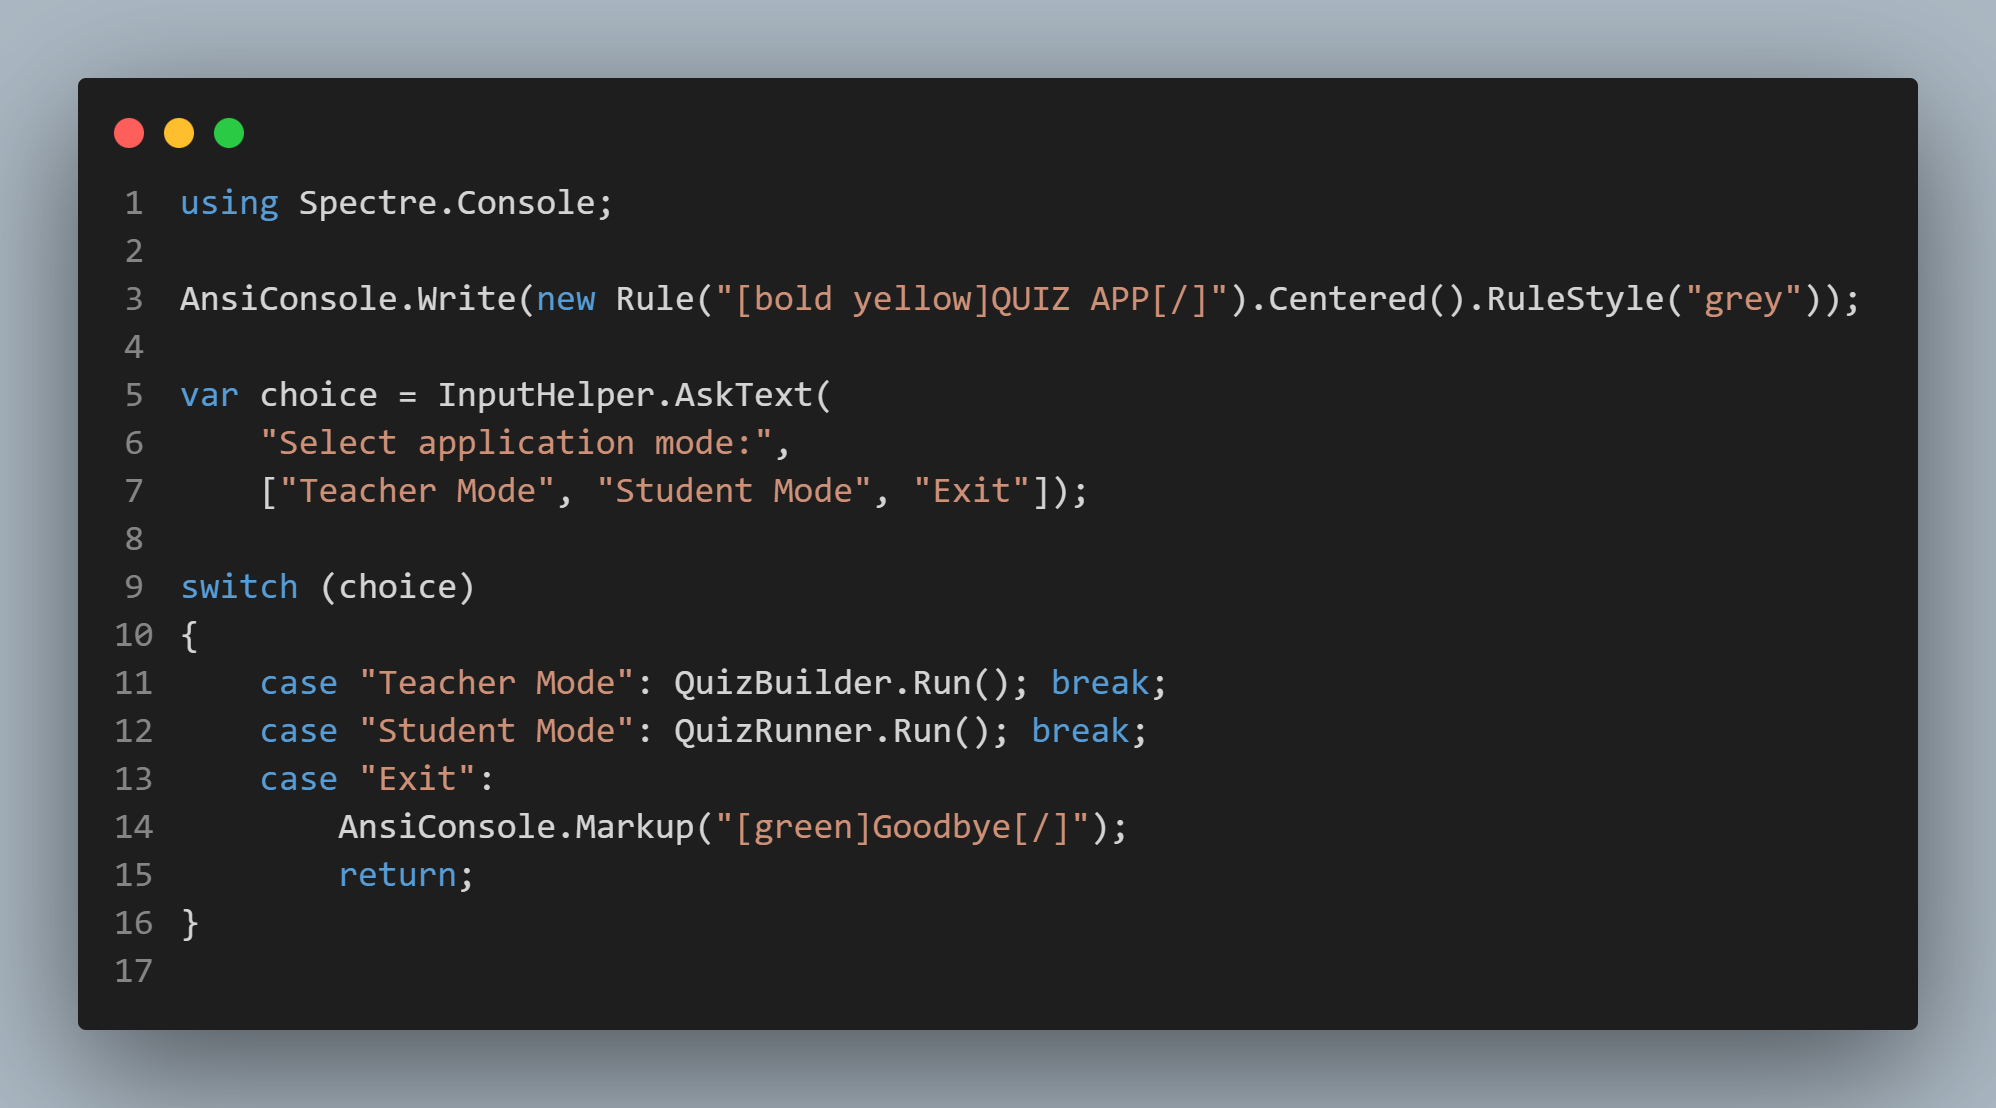 1 using Spectre.Console;
2
3 AnsiConsole.Write(new Rule("[bold yellow]QUIZ APP[/]").Centered().RuleStyle("grey"));
4
5 var choice = InputHelper.AskText(
6     "Select application mode:",
7     ["Teacher Mode", "Student Mode", "Exit"]);
8
9 switch (choice)
10 {
11     case "Teacher Mode": QuizBuilder.Run(); break;
12     case "Student Mode": QuizRunner.Run(); break;
13     case "Exit":
14         AnsiConsole.Markup("[green]Goodbye[/]");
15         return;
16 }
17